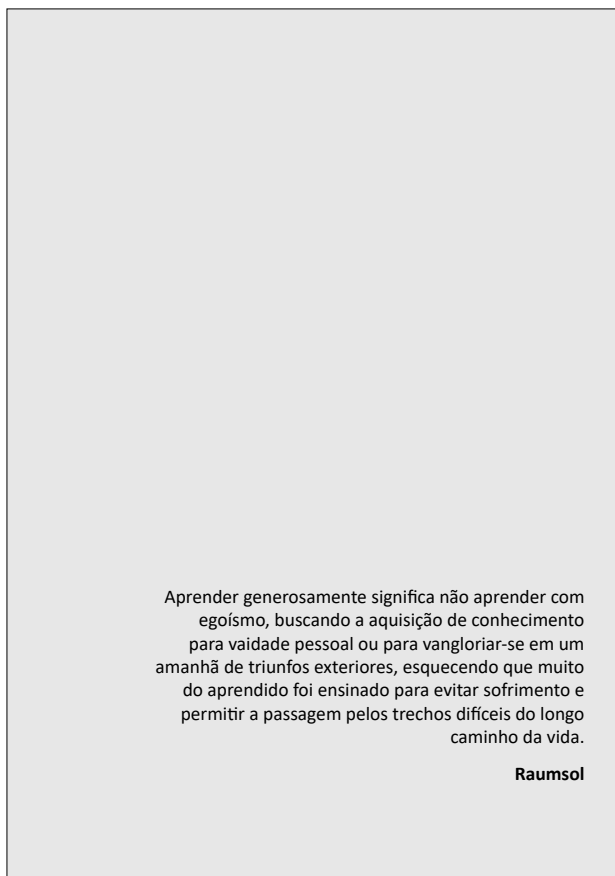 Aprender generosamente significa não aprender com
egoísmo, buscando a aquisição de conhecimento
para vaidade pessoal ou para vangloriar-se em um
amanhã de triunfos exteriores, esquecendo que muito
do aprendido foi ensinado para evitar sofrimento e
permitir a passagem pelos trechos difíceis do longo
caminho da vida.
Raumsol